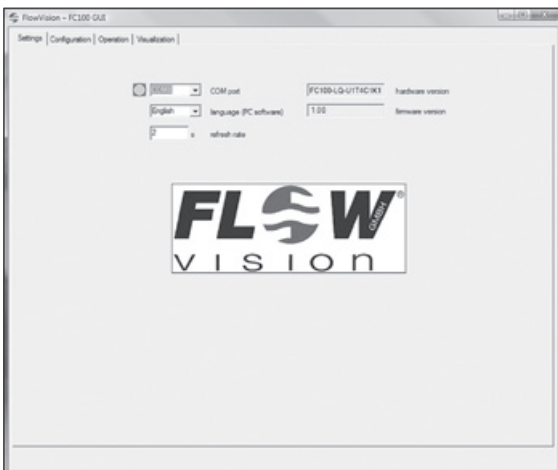 FlowVision - FC100 GUI
Settings | Configuration | Operation | Visualization
COM port FC100-LQ-U1T4C1K1 hardware version
English language (PC software) 1.00 firmware version
2 s refresh rate
FLOW GMBH ®
vision